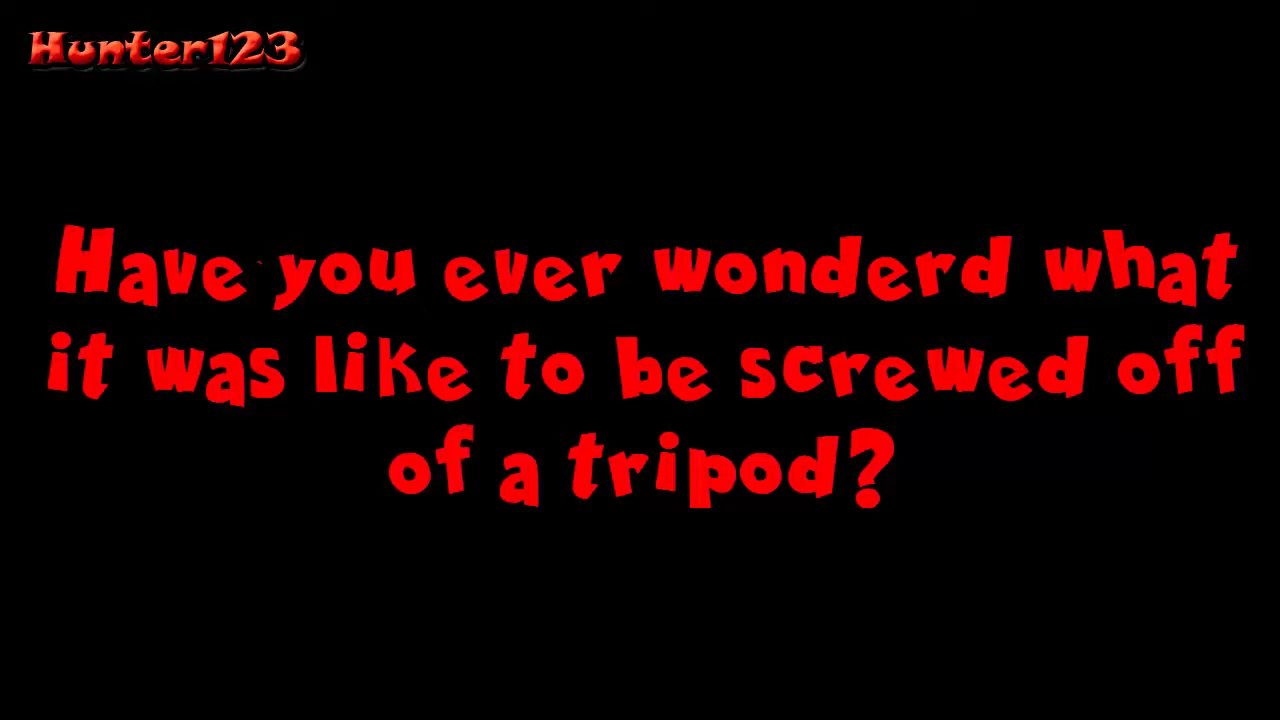 Hunter123
Have you ever wonderd what
it was like to be screwed off
of a tripod?